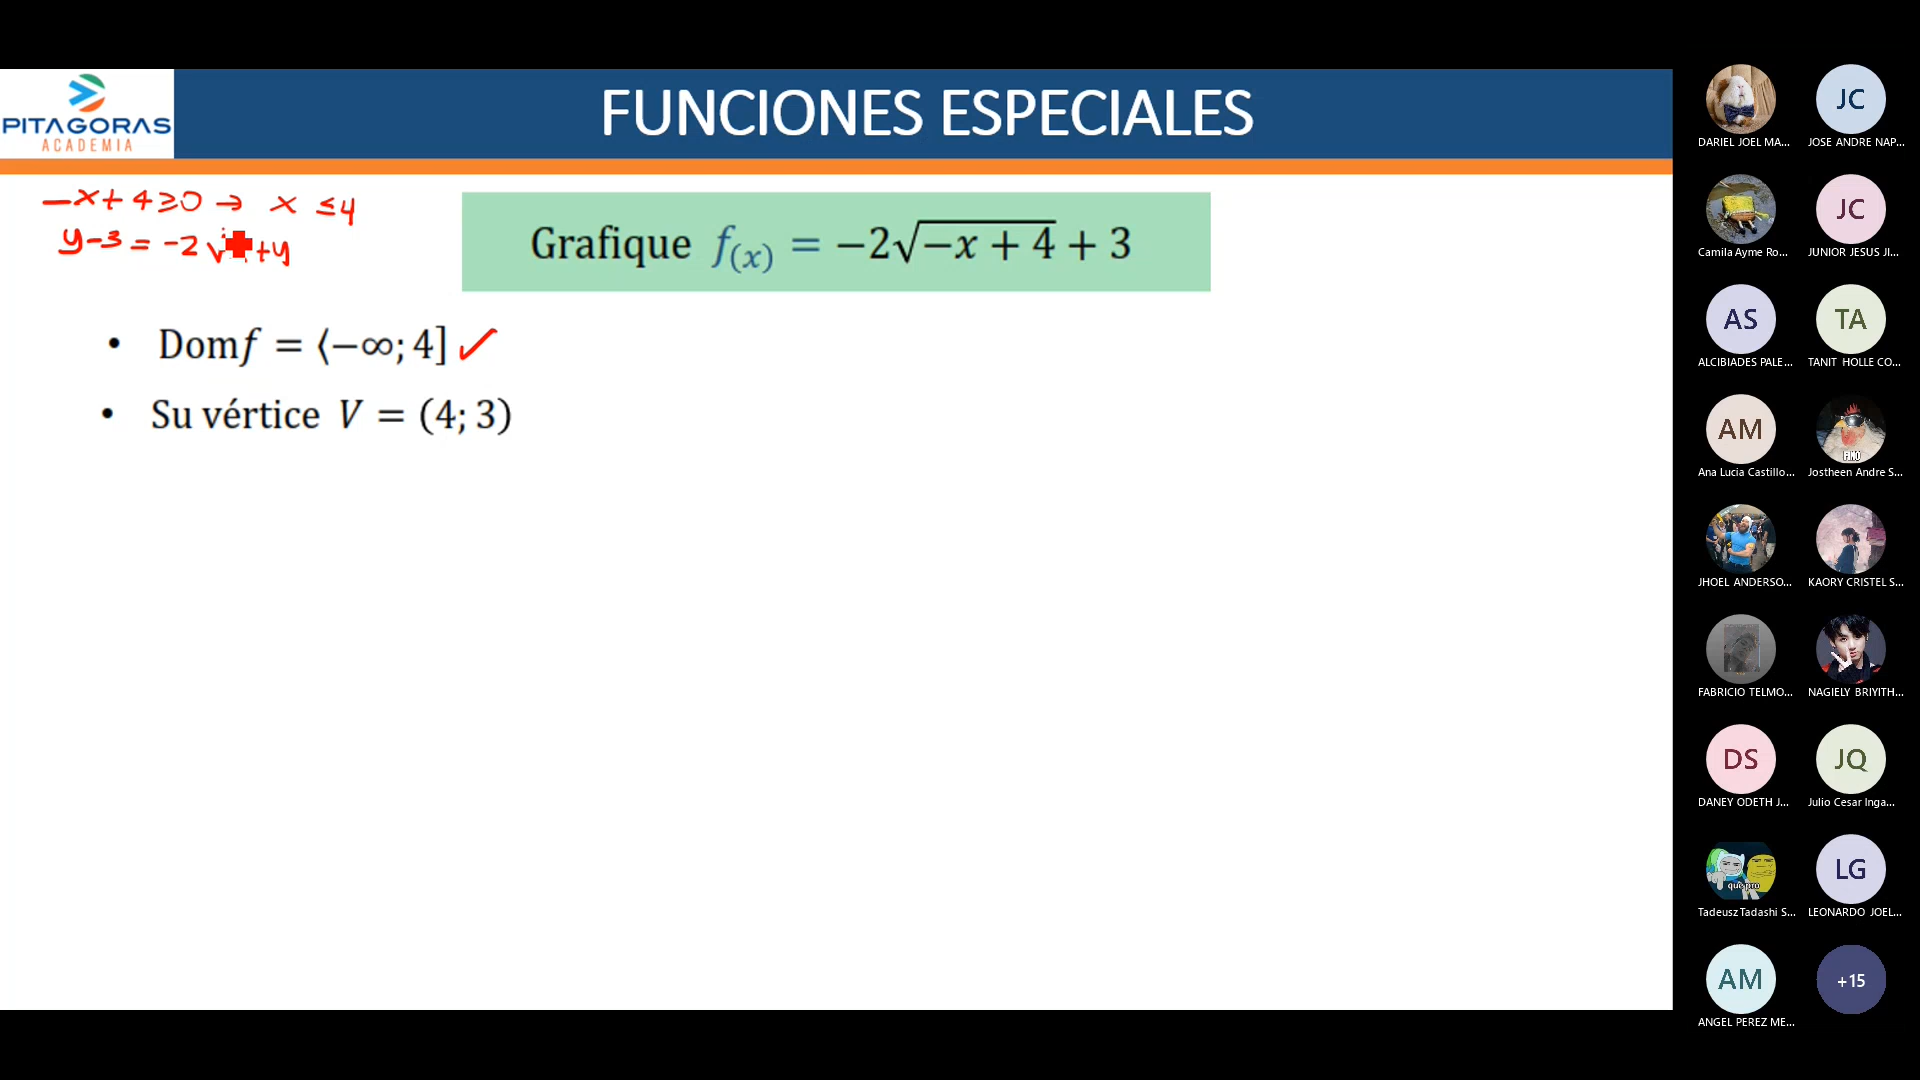 PITAGORAS
ACADEMIA
FUNCIONES ESPECIALES
−x+4≥0 → x ≤4
y−3 = −2√ +4
Grafique f(x) = −2√−x + 4 + 3
• Domf = ⟨−∞; 4] ✓
• Su vértice V = (4; 3)
DARIEL JOEL MA...
JC
JOSE ANDRE NAP...
Camila Ayme Ro...
JC
JUNIOR JESUS JI...
AS
ALCIBIADES PALE...
TA
TANIT HOLLE CO...
AM
Ana Lucia Castillo...
FINO
Jostheen Andre S...
JHOEL ANDERSO...
KAORY CRISTEL S...
FABRICIO TELMO...
NAGIELY BRIYITH...
DS
DANEY ODETH J...
JQ
Julio Cesar Inga...
que pro
Tadeusz Tadashi S...
LG
LEONARDO JOEL...
AM
ANGEL PEREZ ME...
+15